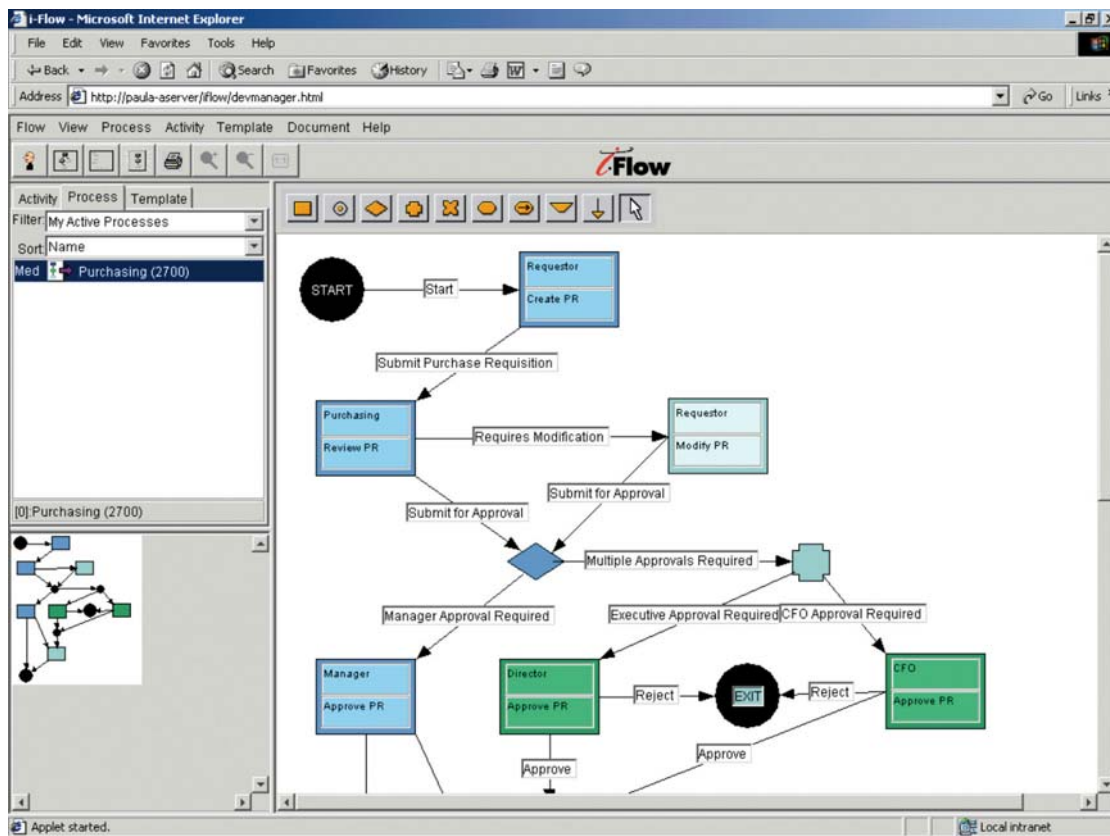 i-Flow - Microsoft Internet Explorer
File Edit View Favorites Tools Help
Back Search Favorites History
Address http://paula-aserver/iflow/devmanager.html Go Links
Flow View Process Activity Template Document Help
i-Flow
Activity Process Template
Filter: My Active Processes
Sort Name
Med Purchasing (2700)
[0]:Purchasing (2700)
START
Start
Requestor
Create PR
Submit Purchase Requisition
Purchasing
Review PR
Requires Modification
Requestor
Modify PR
Submit for Approval
Submit for Approval
Multiple Approvals Required
Manager Approval Required
Executive Approval Required
CFO Approval Required
Manager
Approve PR
Director
Approve PR
Reject
EXIT
Reject
CFO
Approve PR
Approve
Approve
Applet started.
Local intranet